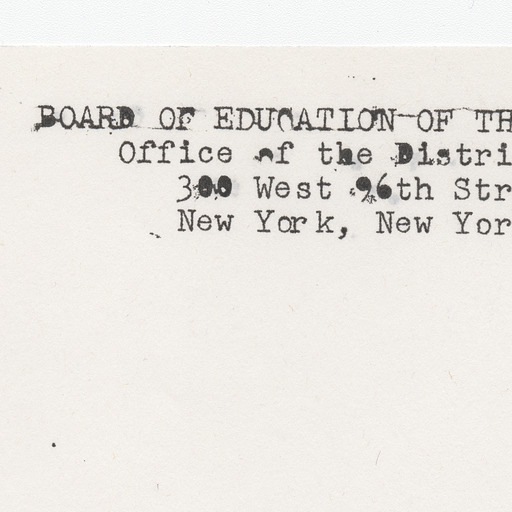 BOARD OF EDUCATION OF TH
Office of the Distri
300 West 96th Str
New York, New Yor